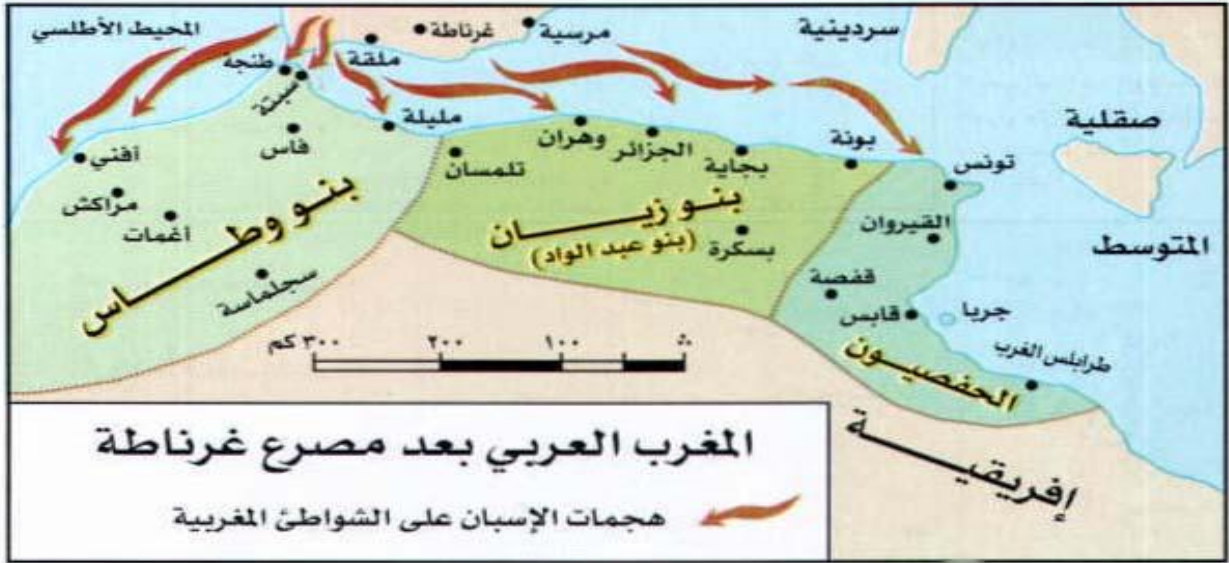 المحيط الأطلسي
غرناطة
مرسية
سردينية
ملقة
طنجة
سبتة
صقلية
مليلة
وهران
الجزائر
بجاية
بونة
تونس
فاس
أفني
تلمسان
مراكش
أغمات
القيروان
المتوسط
بنو وطاس
بنو زيان
(بنو عبد الواد)
بسكرة
سجلماسة
قفصة
قابس
جربا
طرابلس الغرب
الحفصيون
٣٠٠ كم
٢٠٠
١٠٠
إفريقية
المغرب العربي بعد مصرع غرناطة
هجمات الإسبان على الشواطئ المغربية